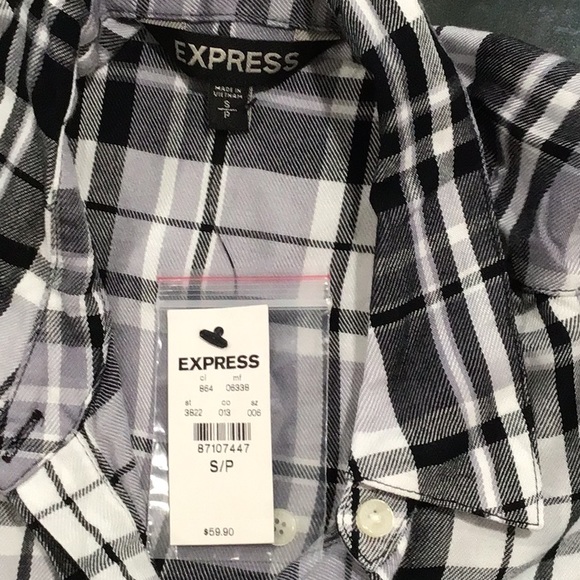 EXPRESS
MADE IN
VIETNAM
S
P
EXPRESS
cl mf
864 06338
st co sz
3822 013 006
87107447
S/P
$59.90